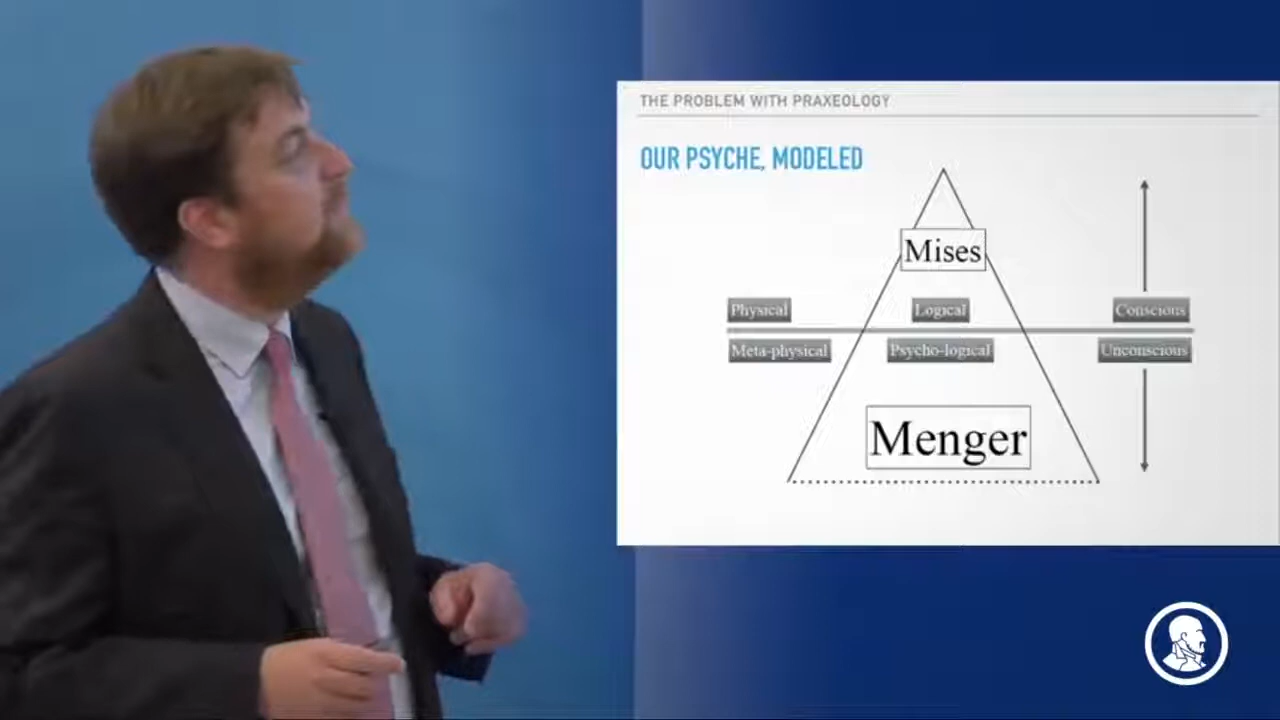 THE PROBLEM WITH PRAXEOLOGY
OUR PSYCHE, MODELED
Mises
Physical
Logical
Conscious
Meta-physical
Psycho-logical
Unconscious
Menger